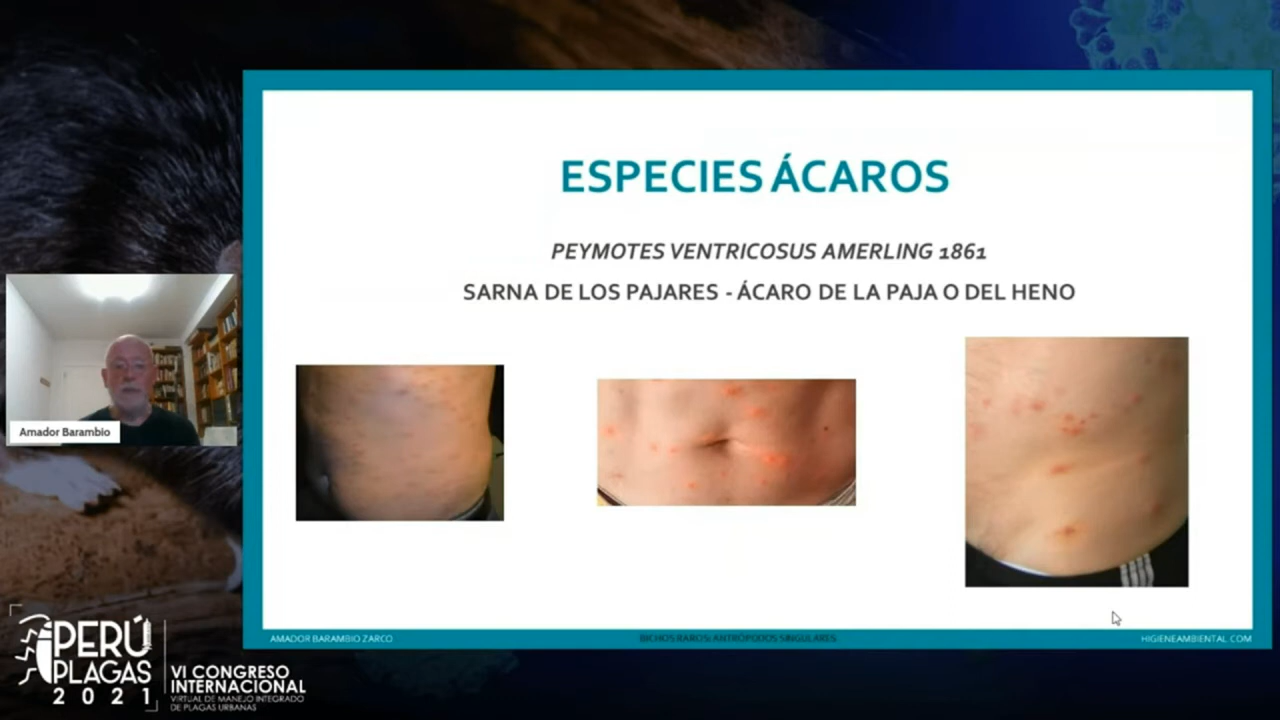 ESPECIES ÁCAROS
PEYMOTES VENTRICOSUS AMERLING 1861
SARNA DE LOS PAJARES - ÁCARO DE LA PAJA O DEL HENO
Amador Barambio
AMADOR BARAMBIO ZARCO
BICHOS RAROS: ANTRÓPODOS SINGULARES
HIGIENEAMBIENTAL.COM
PERÚ
PLAGAS
2021
VI CONGRESO
INTERNACIONAL
VIRTUAL DE MANEJO INTEGRADO
DE PLAGAS URBANAS